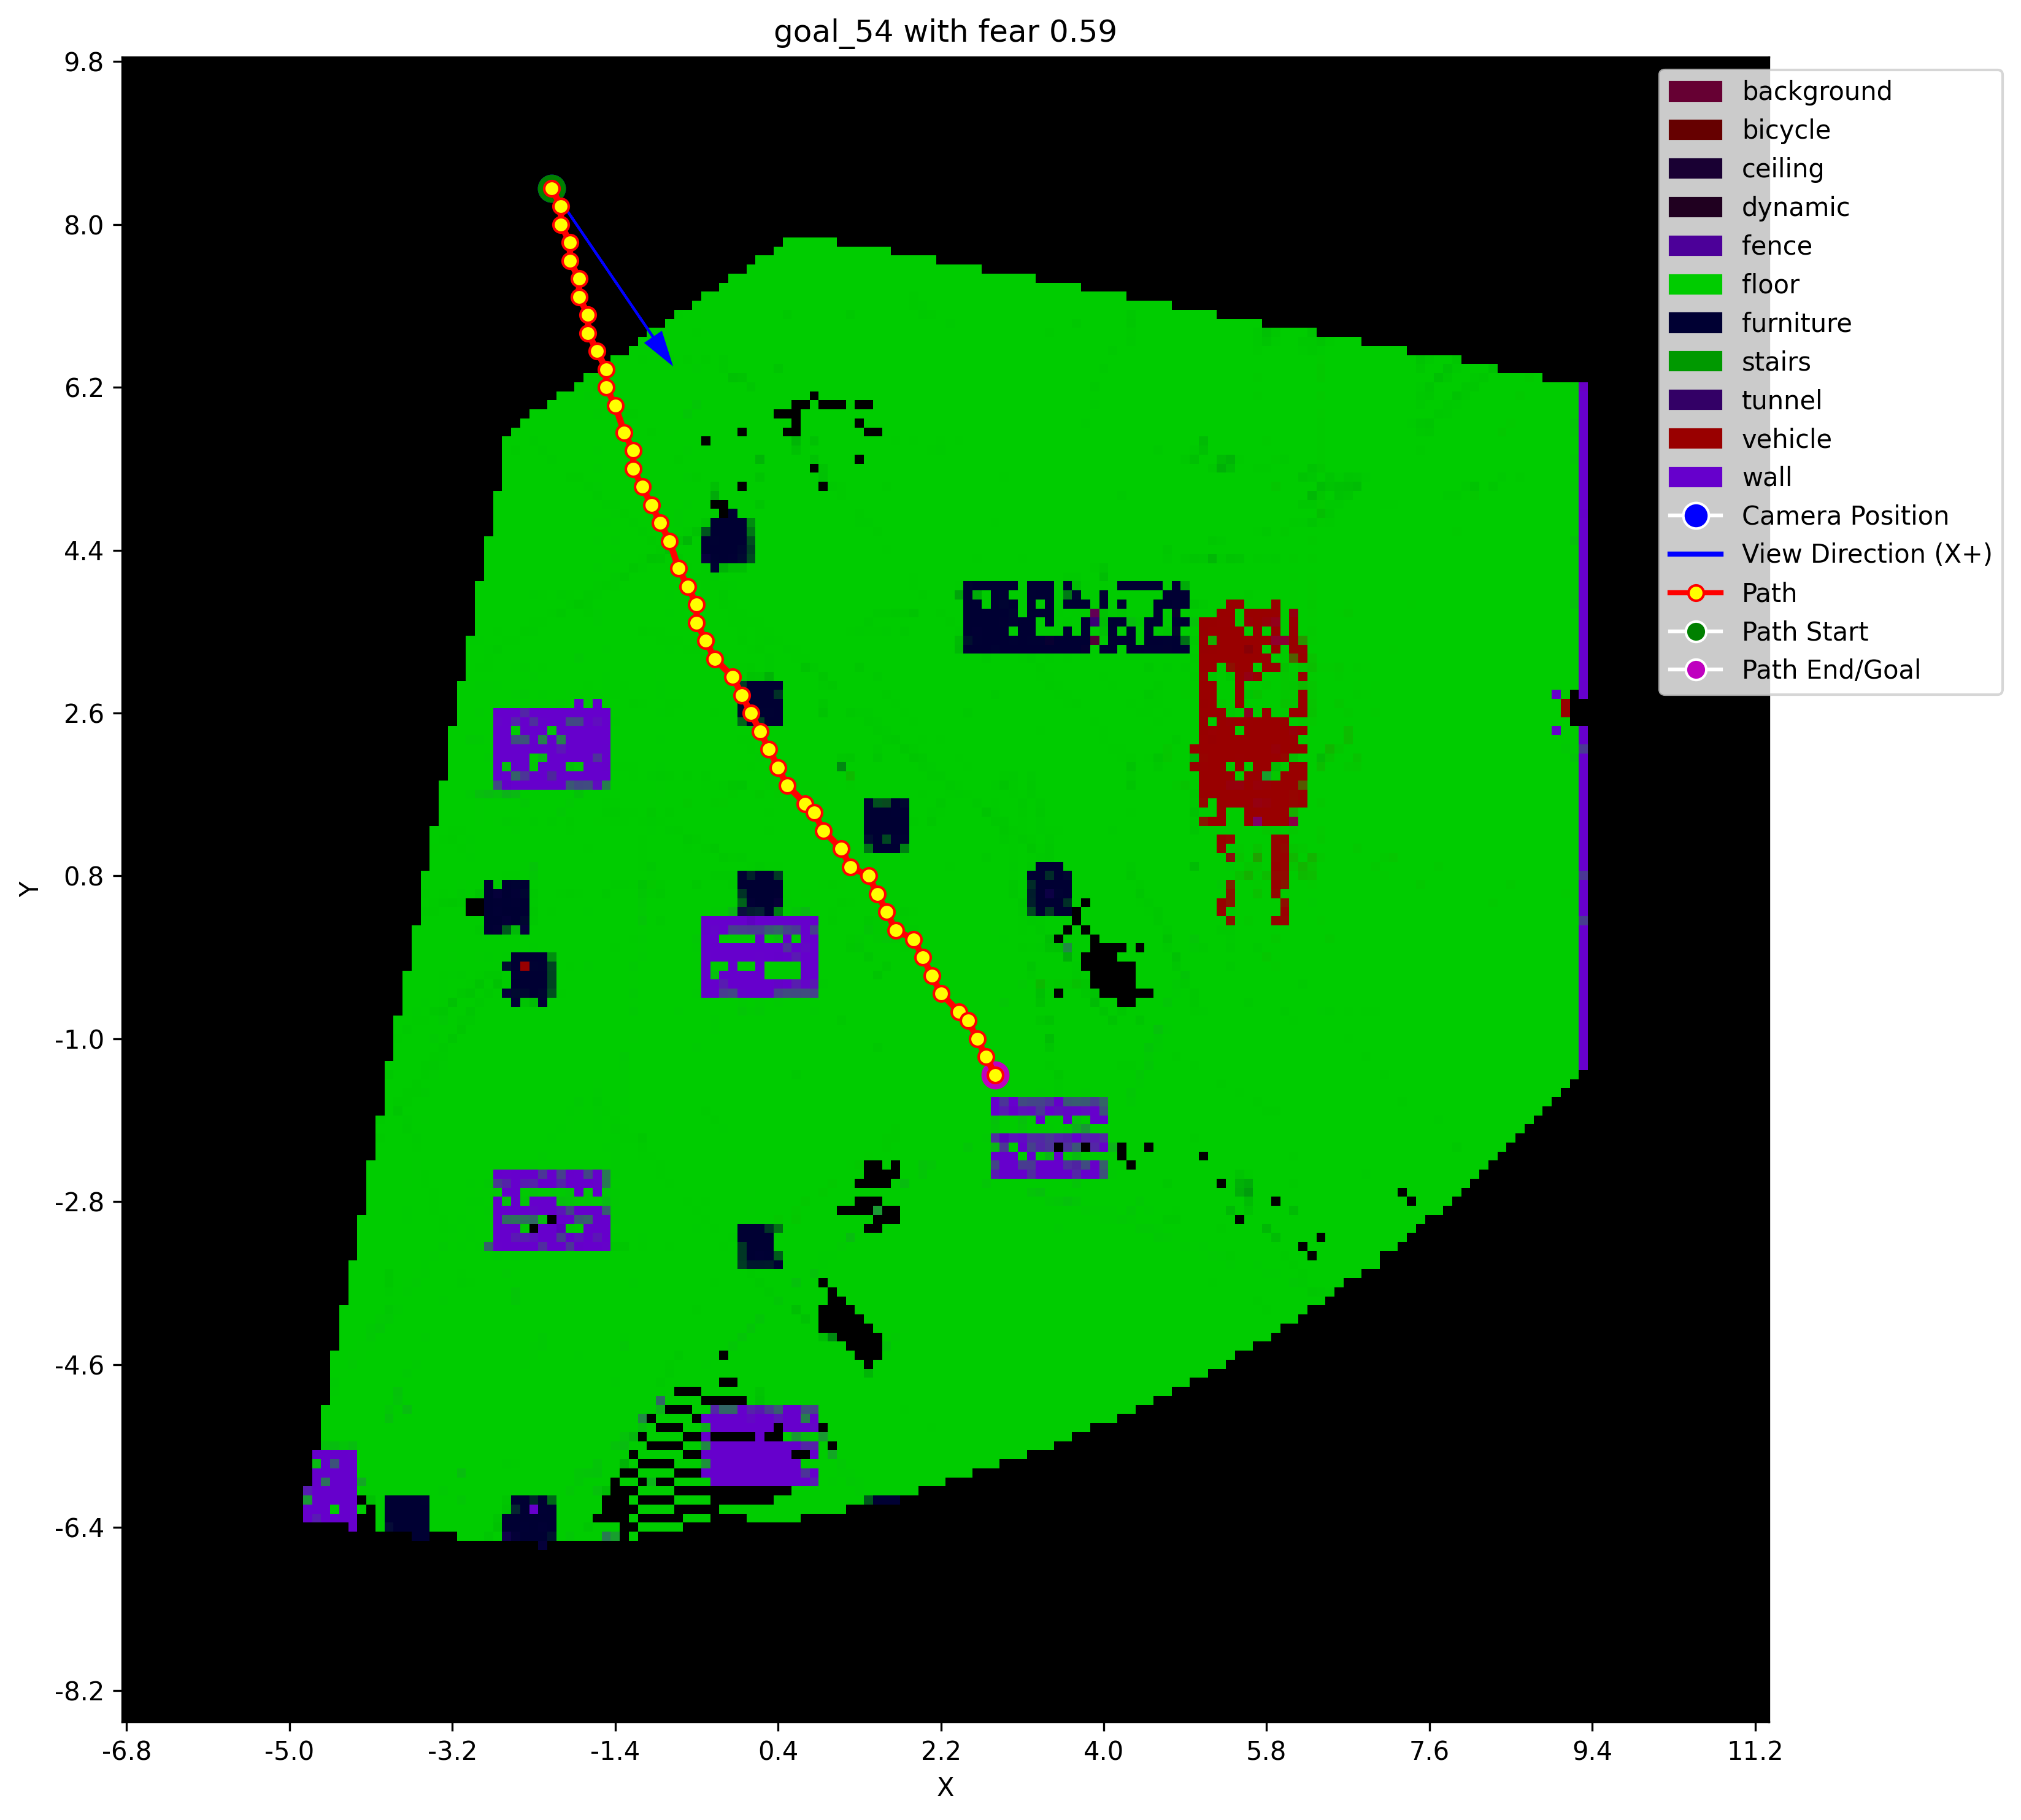 goal_54 with fear 0.59
9.8
8.0
6.2
4.4
2.6
0.8
-1.0
-2.8
-4.6
-6.4
-8.2
Y
-6.8 -5.0 -3.2 -1.4 0.4 2.2 4.0 5.8 7.6 9.4 11.2
X
background
bicycle
ceiling
dynamic
fence
floor
furniture
stairs
tunnel
vehicle
wall
Camera Position
View Direction (X+)
Path
Path Start
Path End/Goal